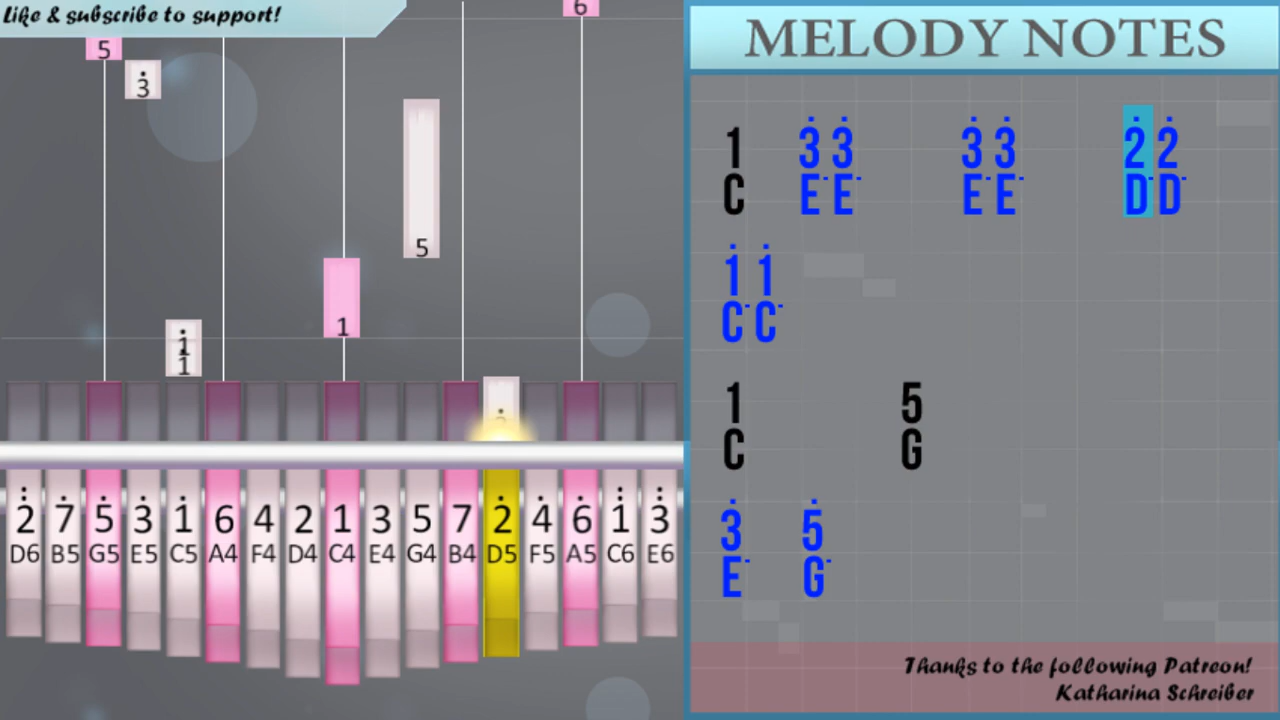 Like & subscribe to support!
5
6
3̇
5
1
1̇
1
2̈ 7̇ 5̇ 3̇ 1̇ 6 4 2 1 3 5 7 2̇ 4̇ 6̇ 1̈ 3̈
D6 B5 G5 E5 C5 A4 F4 D4 C4 E4 G4 B4 D5 F5 A5 C6 E6
MELODY NOTES
1 3̇ 3̇ 3̇ 3̇ 2̇ 2̇
C E- E- E- E- D- D-
1̇ 1̇
C- C-
1 5
C G
3̇ 5̇
E- G-
Thanks to the following Patreon!
Katharina Schreiber